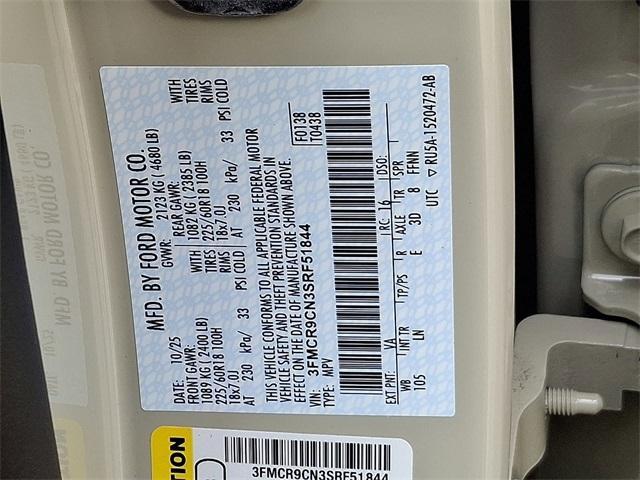 MFD. BY FORD MOTOR CO.
DATE: 10/25 GVWR: 2123 KG ( 4680 LB)
FRONT GAWR: REAR GAWR: WITH
1089 KG ( 2400 LB) 1082 KG ( 2385 LB) TIRES
225/60R18 100H 225/60R18 100H RIMS
18x7.0J 18x7.0J
AT 230 kPa/ 33 PSI COLD AT 230 kPa/ 33 PSI COLD
WITH
TIRES
RIMS
THIS VEHICLE CONFORMS TO ALL APPLICABLE FEDERAL MOTOR
VEHICLE SAFETY AND THEFT PREVENTION STANDARDS IN
EFFECT ON THE DATE OF MANUFACTURE SHOWN ABOVE.
VIN: 3FMCR9CN3SRF51844
TYPE: MPV
F0138
T0438
EXT PNT: YA RC: 16 DSO:
WB INT TR TP/PS R AXLE TR SPR
105 LN E 3D 8 FFNN
UTC ▽ RU5A-1520472-AB
3FMCR9CN3SRF51844